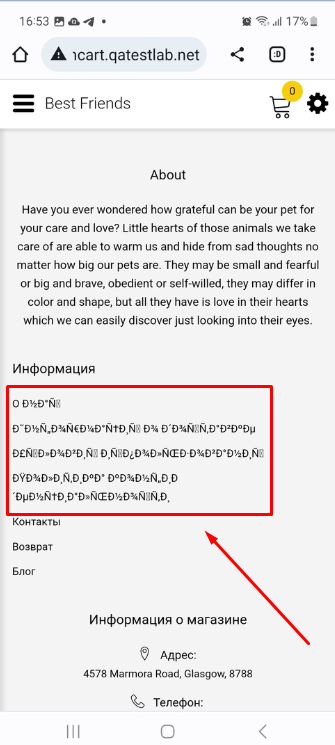 16:53
17%
ıcart.qatestlab.net
:D
Best Friends
0
About
Have you ever wondered how grateful can be your pet for
your care and love? Little hearts of those animals we take
care of are able to warm us and hide from sad thoughts no
matter how big our pets are. They may be small and fearful
or big and brave, obedient or self-willed, they may differ in
color and shape, but all they have is love in their hearts
which we can easily discover just looking into their eyes.
Информация
Контакты
Возврат
Блог
Информация о магазине
Адрес:
4578 Marmora Road, Glasgow, 8788
Телефон: